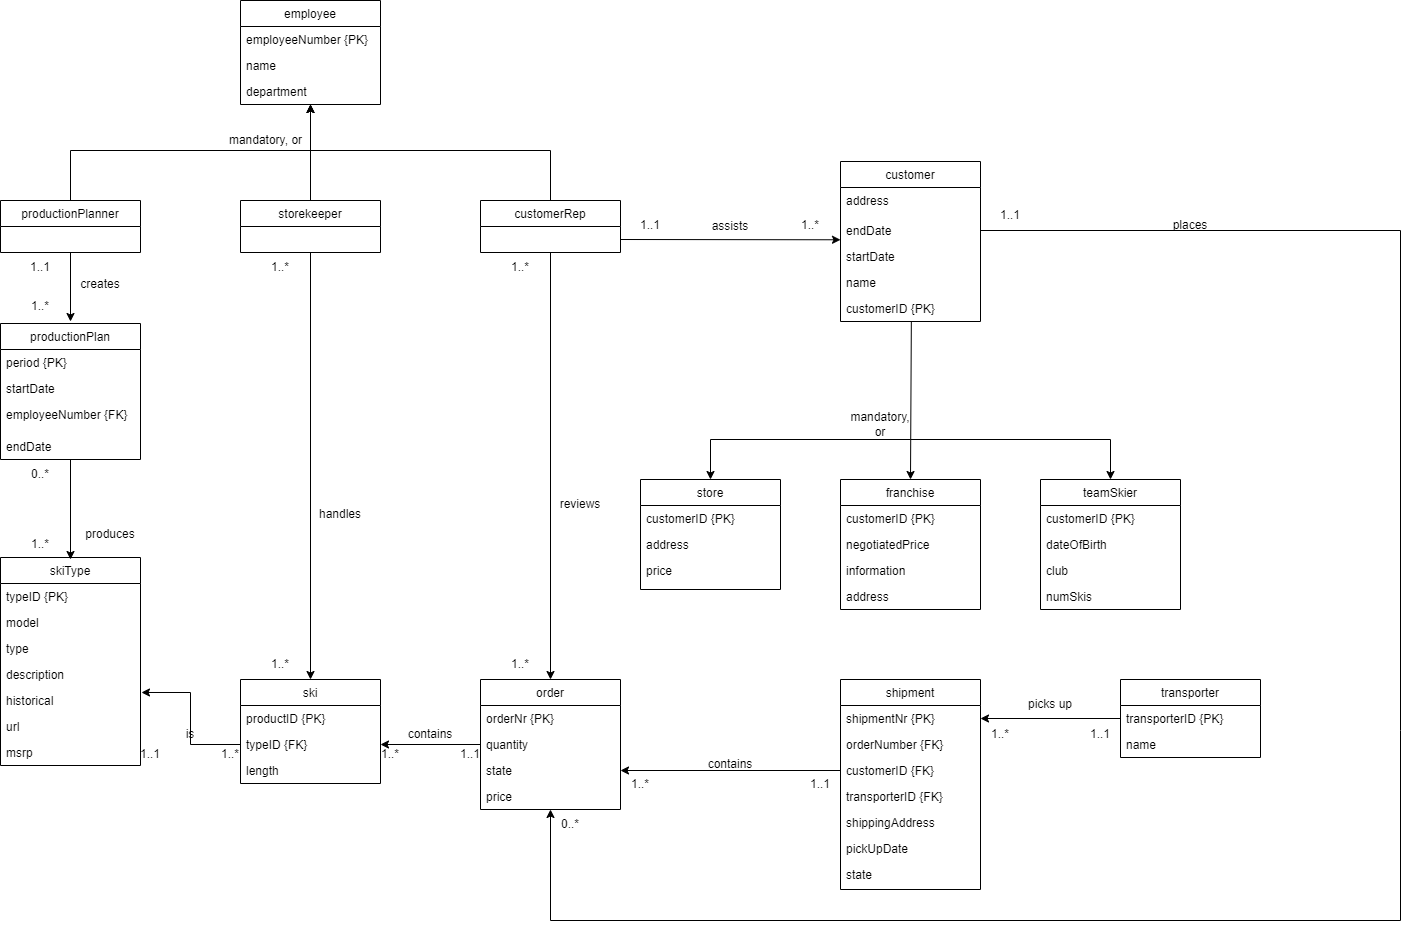 employee
employeeNumber {PK}
name
department
mandatory, or
productionPlanner
storekeeper
customerRep
1..1
assists
1..*
customer
address
endDate
startDate
name
customerID {PK}
1..1
places
1..1
creates
1..*
1..*
1..*
productionPlan
period {PK}
startDate
employeeNumber {FK}
endDate
0..*
produces
1..*
handles
reviews
mandatory,
or
store
customerID {PK}
address
price
franchise
customerID {PK}
negotiatedPrice
information
address
teamSkier
customerID {PK}
dateOfBirth
club
numSkis
skiType
typeID {PK}
model
type
description
historical
url
msrp
1..1
is
1..*
1..*
ski
productID {PK}
typeID {FK}
length
contains
1..*
1..1
1..*
order
orderNr {PK}
quantity
state
price
0..*
contains
1..*
1..1
shipment
shipmentNr {PK}
orderNumber {FK}
customerID {FK}
transporterID {FK}
shippingAddress
pickUpDate
state
picks up
1..*
1..1
transporter
transporterID {PK}
name